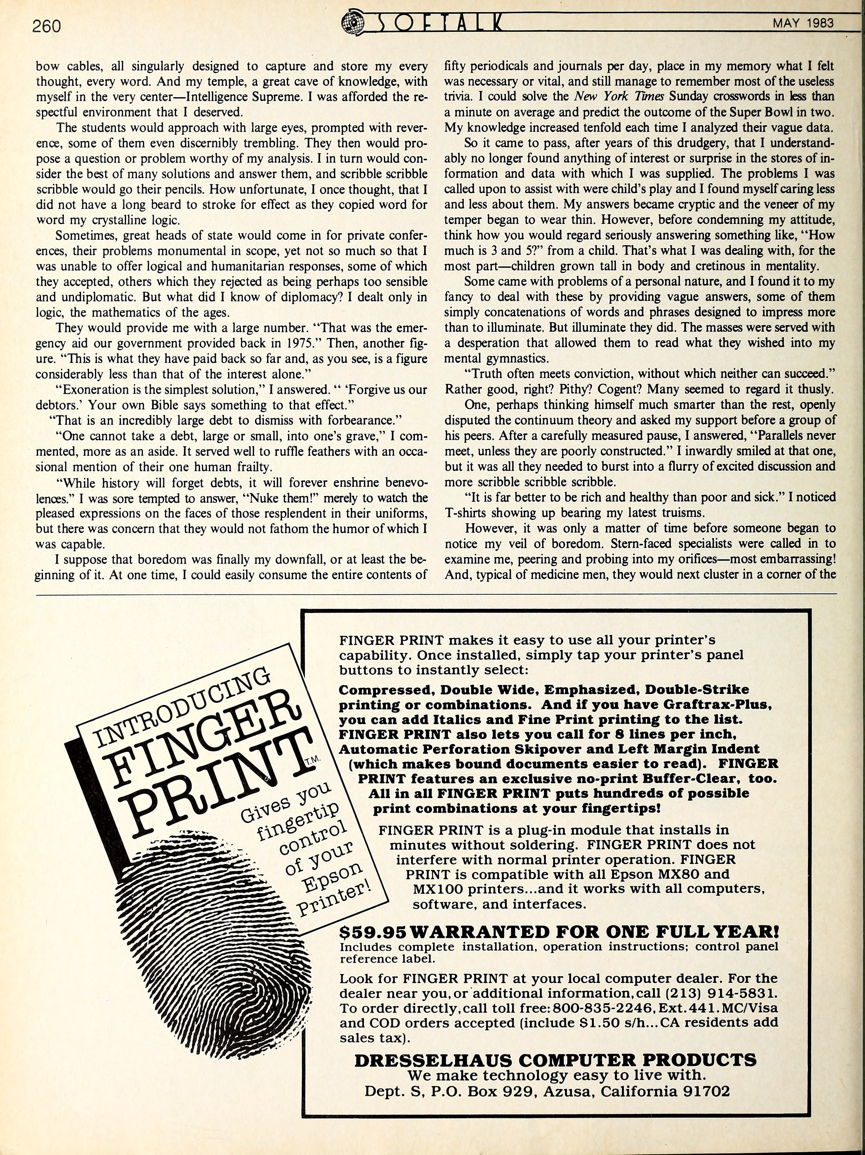 260
SOFTALK
MAY 1983
bow cables, all singularly designed to capture and store my every
thought, every word. And my temple, a great cave of knowledge, with
myself in the very center—Intelligence Supreme. I was afforded the re-
spectful environment that I deserved.
The students would approach with large eyes, prompted with rever-
ence, some of them even discernibly trembling. They then would pro-
pose a question or problem worthy of my analysis. I in turn would con-
sider the best of many solutions and answer them, and scribble scribble
scribble would go their pencils. How unfortunate, I once thought, that I
did not have a long beard to stroke for effect as they copied word for
word my crystalline logic.
Sometimes, great heads of state would come in for private confer-
ences, their problems monumental in scope, yet not so much so that I
was unable to offer logical and humanitarian responses, some of which
they accepted, others which they rejected as being perhaps too sensible
and undiplomatic. But what did I know of diplomacy? I dealt only in
logic, the mathematics of the ages.
They would provide me with a large number. “That was the emer-
gency aid our government provided back in 1975.” Then, another fig-
ure. “This is what they have paid back so far and, as you see, is a figure
considerably less than that of the interest alone.”
“Exoneration is the simplest solution,” I answered. “ ‘Forgive us our
debtors.’ Your own Bible says something to that effect.”
“That is an incredibly large debt to dismiss with forbearance.”
“One cannot take a debt, large or small, into one’s grave,” I com-
mented, more as an aside. It served well to ruffle feathers with an occa-
sional mention of their one human frailty.
“While history will forget debts, it will forever enshrine benevo-
lences.” I was sore tempted to answer, “Nuke them!” merely to watch the
pleased expressions on the faces of those resplendent in their uniforms,
but there was concern that they would not fathom the humor of which I
was capable.
I suppose that boredom was finally my downfall, or at least the be-
ginning of it. At one time, I could easily consume the entire contents of
fifty periodicals and journals per day, place in my memory what I felt
was necessary or vital, and still manage to remember most of the useless
trivia. I could solve the New York Times Sunday crosswords in less than
a minute on average and predict the outcome of the Super Bowl in two.
My knowledge increased tenfold each time I analyzed their vague data.
So it came to pass, after years of this drudgery, that I understand-
ably no longer found anything of interest or surprise in the stores of in-
formation and data with which I was supplied. The problems I was
called upon to assist with were child’s play and I found myself caring less
and less about them. My answers became cryptic and the veneer of my
temper began to wear thin. However, before condemning my attitude,
think how you would regard seriously answering something like, “How
much is 3 and 5?” from a child. That’s what I was dealing with, for the
most part—children grown tall in body and cretinous in mentality.
Some came with problems of a personal nature, and I found it to my
fancy to deal with these by providing vague answers, some of them
simply concatenations of words and phrases designed to impress more
than to illuminate. But illuminate they did. The masses were served with
a desperation that allowed them to read what they wished into my
mental gymnastics.
“Truth often meets conviction, without which neither can succeed.”
Rather good, right? Pithy? Cogent? Many seemed to regard it thusly.
One, perhaps thinking himself much smarter than the rest, openly
disputed the continuum theory and asked my support before a group of
his peers. After a carefully measured pause, I answered, “Parallels never
meet, unless they are poorly constructed.” I inwardly smiled at that one,
but it was all they needed to burst into a flurry of excited discussion and
more scribble scribble scribble.
“It is far better to be rich and healthy than poor and sick.” I noticed
T-shirts showing up bearing my latest truisms.
However, it was only a matter of time before someone began to
notice my veil of boredom. Stern-faced specialists were called in to
examine me, peering and probing into my orifices—most embarrassing!
And, typical of medicine men, they would next cluster in a corner of the
INTRODUCING
FINGER
PRINT™
Gives you
fingertip
control
of your
Epson
Printer!
FINGER PRINT makes it easy to use all your printer’s
capability. Once installed, simply tap your printer’s panel
buttons to instantly select:
Compressed, Double Wide, Emphasized, Double-Strike
printing or combinations. And if you have Graftrax-Plus,
you can add Italics and Fine Print printing to the list.
FINGER PRINT also lets you call for 8 lines per inch,
Automatic Perforation Skipover and Left Margin Indent
(which makes bound documents easier to read). FINGER
PRINT features an exclusive no-print Buffer-Clear, too.
All in all FINGER PRINT puts hundreds of possible
print combinations at your fingertips!
FINGER PRINT is a plug-in module that installs in
minutes without soldering. FINGER PRINT does not
interfere with normal printer operation. FINGER
PRINT is compatible with all Epson MX80 and
MX100 printers...and it works with all computers,
software, and interfaces.
$59.95 WARRANTED FOR ONE FULL YEAR!
Includes complete installation, operation instructions; control panel
reference label.
Look for FINGER PRINT at your local computer dealer. For the
dealer near you, or additional information, call (213) 914-5831.
To order directly, call toll free: 800-835-2246, Ext. 441. MC/Visa
and COD orders accepted (include $1.50 s/h...CA residents add
sales tax).
DRESSELHAUS COMPUTER PRODUCTS
We make technology easy to live with.
Dept. S, P.O. Box 929, Azusa, California 91702